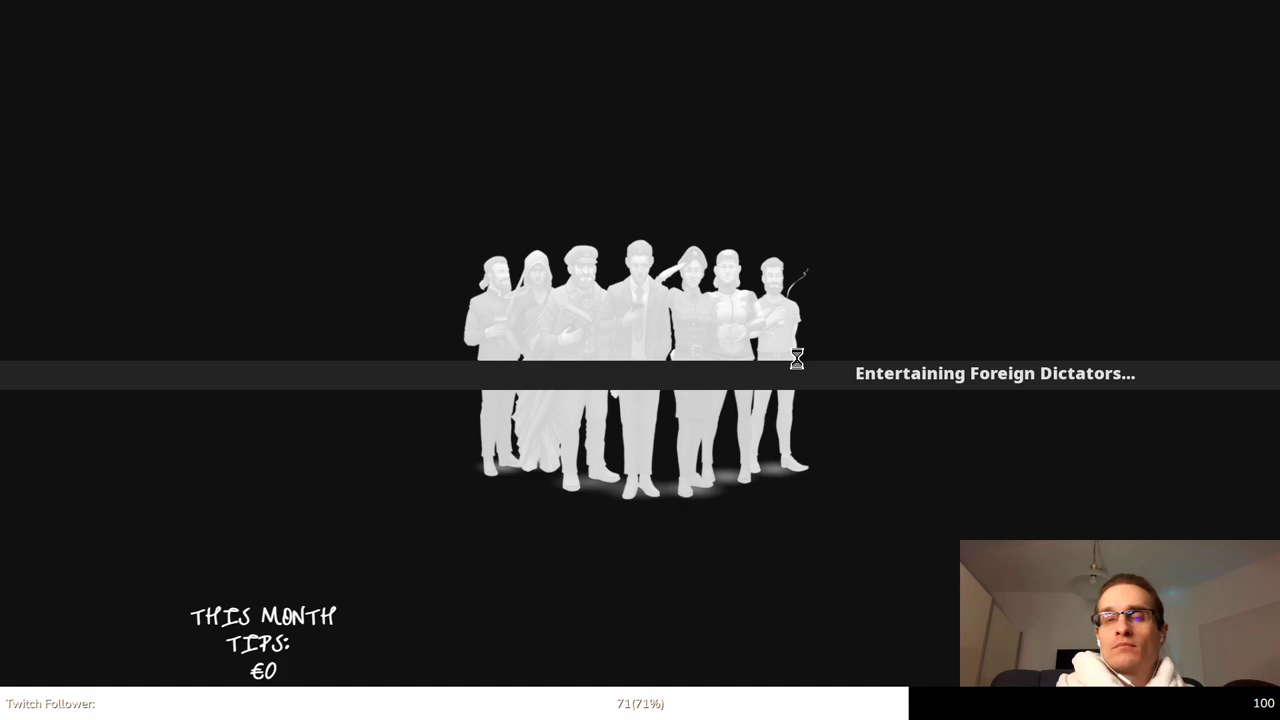 Entertaining Foreign Dictators...
THIS MONTH
TIPS:
€0
Twitch Follower: 71(71%) 100